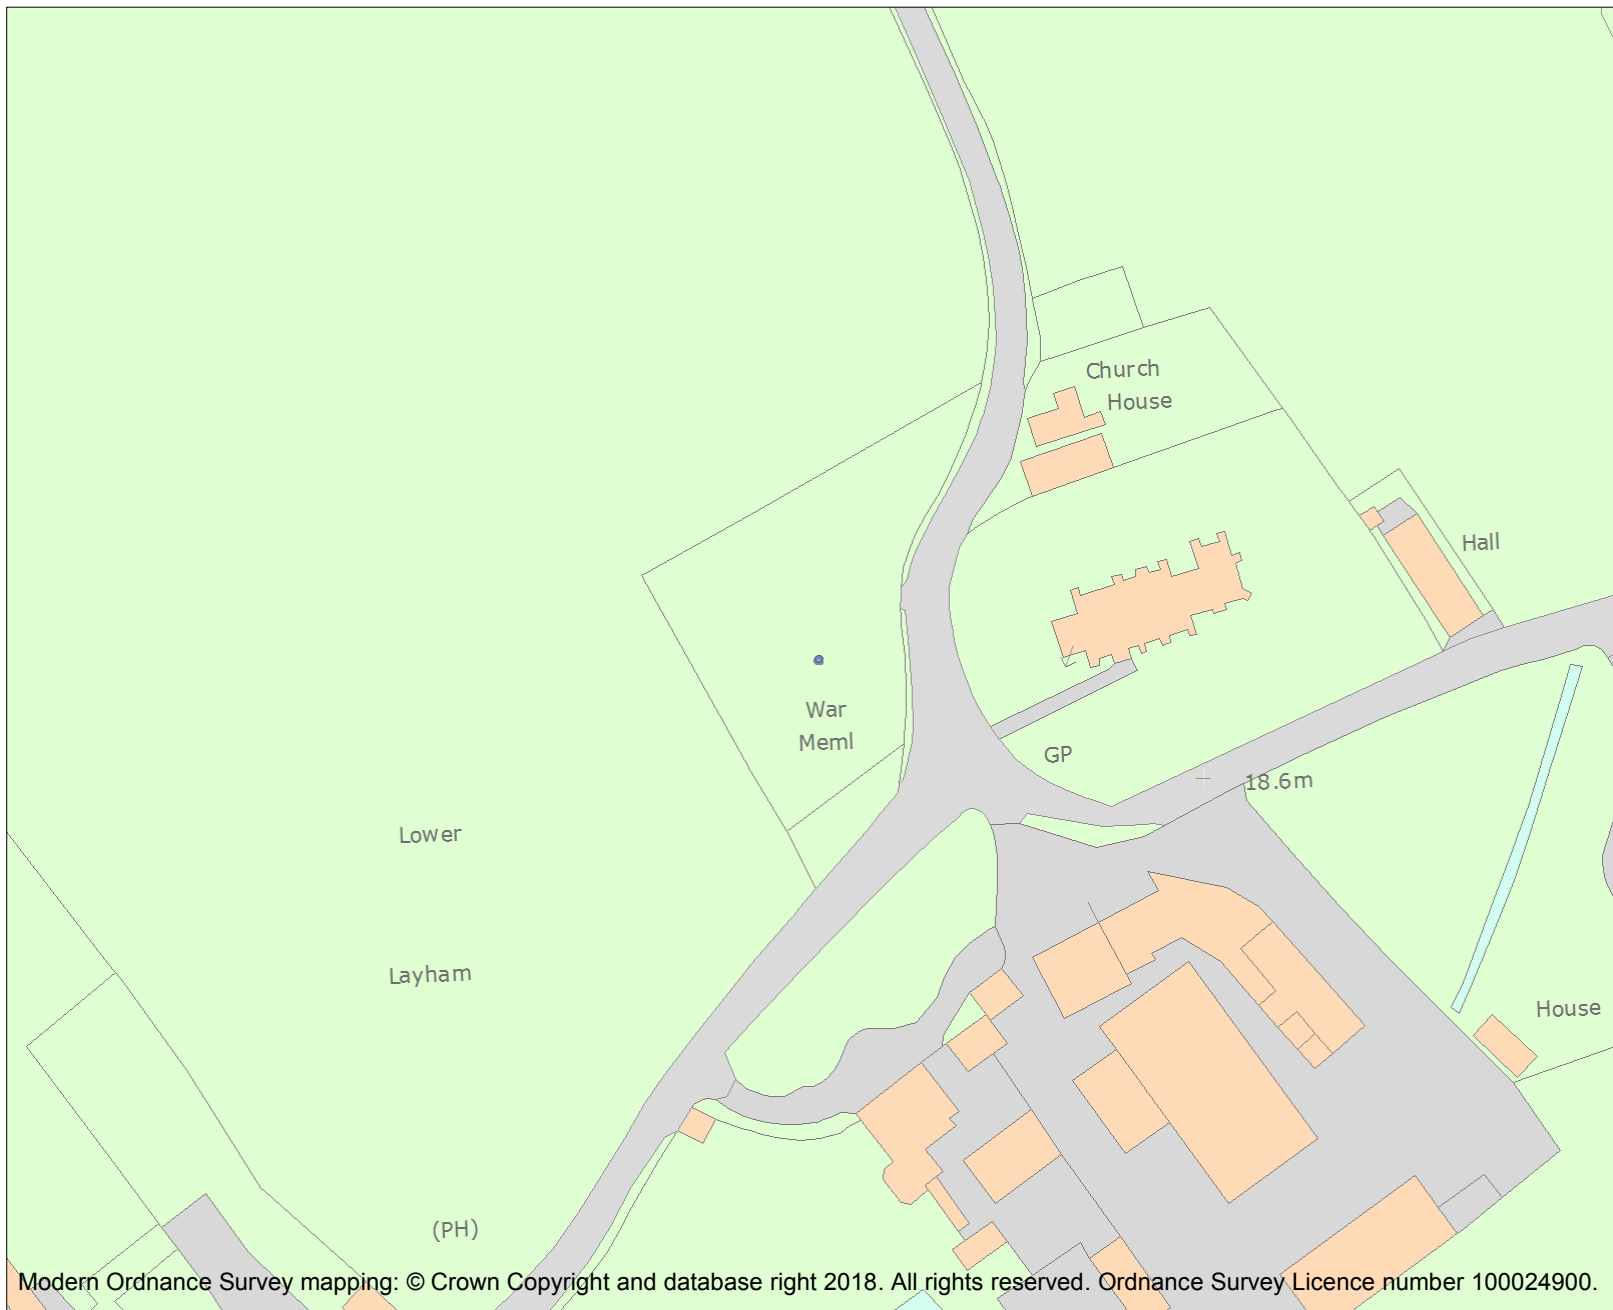 Church
House
Hall
War
Meml
GP
18.6m
Lower
Layham
House
(PH)
Modern Ordnance Survey mapping: © Crown Copyright and database right 2018. All rights reserved. Ordnance Survey Licence number 100024900.